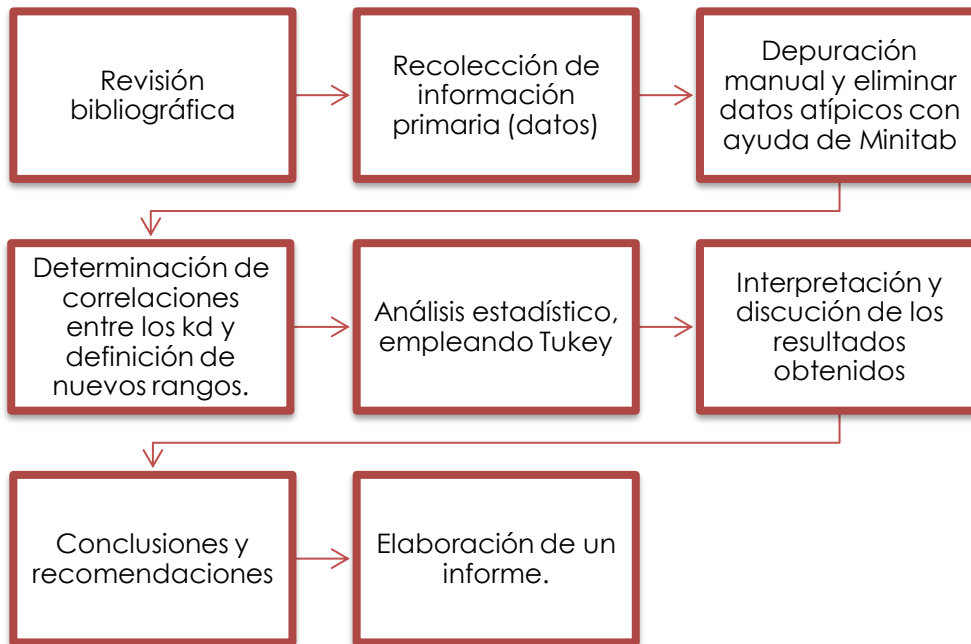 Revisión
bibliográfica
Recolección de
información
primaria (datos)
Depuración
manual y eliminar
datos atípicos con
ayuda de Minitab
Determinación de
correlaciones
entre los kd y
definición de
nuevos rangos.
Análisis estadístico,
empleando Tukey
Interpretación y
discución de los
resultados
obtenidos
Conclusiones y
recomendaciones
Elaboración de un
informe.